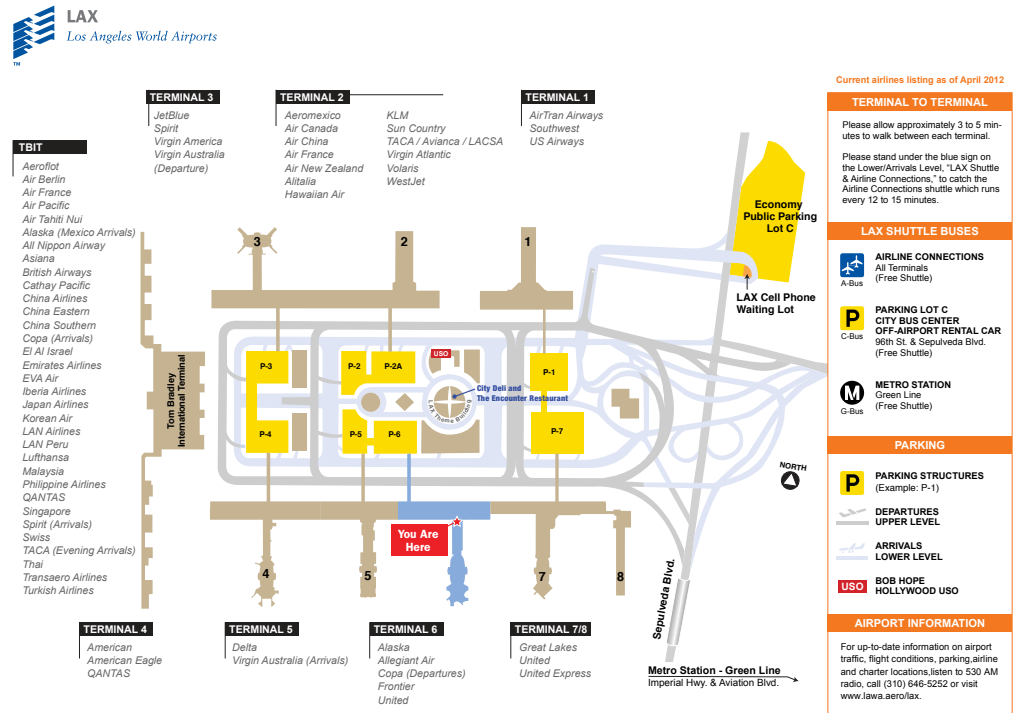 LAX
Los Angeles World Airports
TM
Current airlines listing as of April 2012
TERMINAL 3
JetBlue
Spirit
Virgin America
Virgin Australia
(Departure)
TERMINAL 2
Aeromexico
Air Canada
Air China
Air France
Air New Zealand
Alitalia
Hawaiian Air
KLM
Sun Country
TACA / Avianca / LACSA
Virgin Atlantic
Volaris
WestJet
TERMINAL 1
AirTran Airways
Southwest
US Airways
TBIT
Aeroflot
Air Berlin
Air France
Air Pacific
Air Tahiti Nui
Alaska (Mexico Arrivals)
All Nippon Airway
Asiana
British Airways
Cathay Pacific
China Airlines
China Eastern
China Southern
Copa (Arrivals)
El Al Israel
Emirates Airlines
EVA Air
Iberia Airlines
Japan Airlines
Korean Air
LAN Airlines
LAN Peru
Lufthansa
Malaysia
Philippine Airlines
QANTAS
Singapore
Spirit (Arrivals)
Swiss
TACA (Evening Arrivals)
Thai
Transaero Airlines
Turkish Airlines
3
2
1
Economy
Public Parking
Lot C
LAX Cell Phone
Waiting Lot
Tom Bradley
International Terminal
P-3
P-2
P-2A
USO
P-1
City Deli and
The Encounter Restaurant
LAX Theme Building
P-4
P-5
P-6
P-7
NORTH
You Are
Here
4
5
7
8
Sepulveda Blvd.
Metro Station - Green Line
Imperial Hwy. & Aviation Blvd.
TERMINAL 4
American
American Eagle
QANTAS
TERMINAL 5
Delta
Virgin Australia (Arrivals)
TERMINAL 6
Alaska
Allegiant Air
Copa (Departures)
Frontier
United
TERMINAL 7/8
Great Lakes
United
United Express
TERMINAL TO TERMINAL
Please allow approximately 3 to 5 min-
utes to walk between each terminal.
Please stand under the blue sign on
the Lower/Arrivals Level, “LAX Shuttle
& Airline Connections,” to catch the
Airline Connections shuttle which runs
every 12 to 15 minutes.
LAX SHUTTLE BUSES
A-Bus
AIRLINE CONNECTIONS
All Terminals
(Free Shuttle)
P
C-Bus
PARKING LOT C
CITY BUS CENTER
OFF-AIRPORT RENTAL CAR
96th St. & Sepulveda Blvd.
(Free Shuttle)
M
G-Bus
METRO STATION
Green Line
(Free Shuttle)
PARKING
P
PARKING STRUCTURES
(Example: P-1)
DEPARTURES
UPPER LEVEL
ARRIVALS
LOWER LEVEL
USO
BOB HOPE
HOLLYWOOD USO
AIRPORT INFORMATION
For up-to-date information on airport
traffic, flight conditions, parking,airline
and charter locations,listen to 530 AM
radio, call (310) 646-5252 or visit
www.lawa.aero/lax.